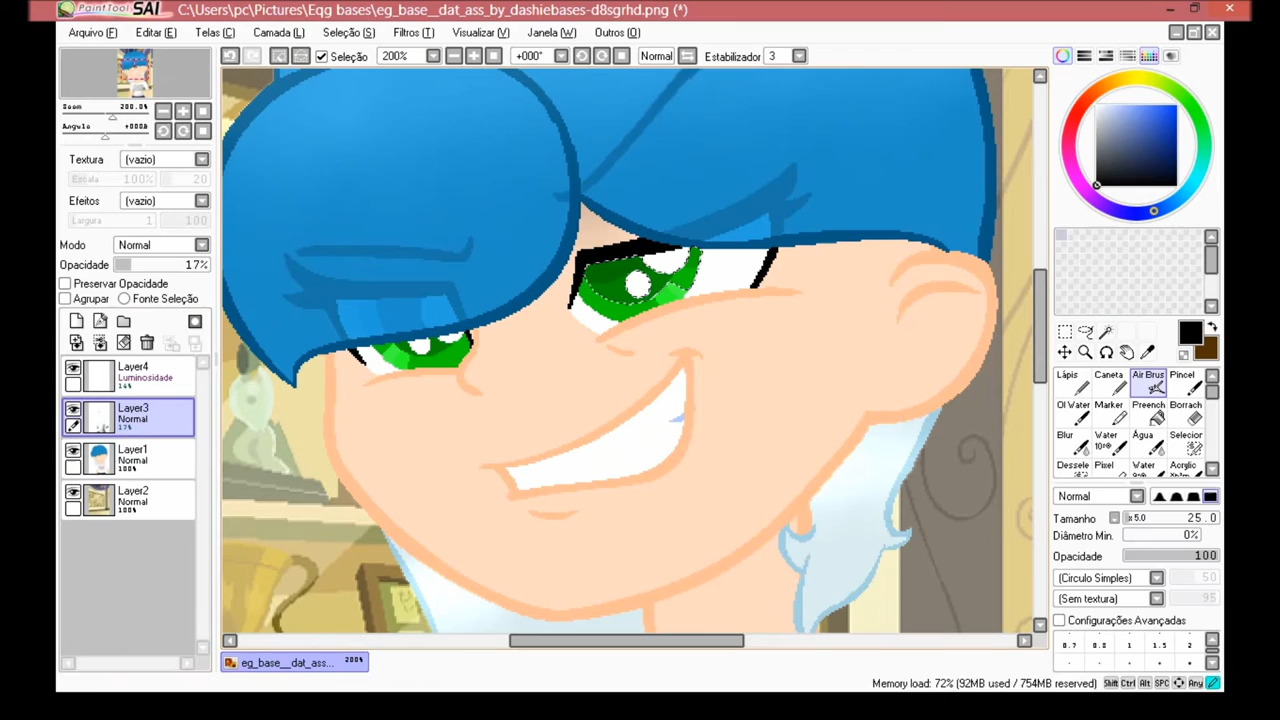 PaintTool SAI C:\Users\pc\Pictures\Eqg bases\eg_base__dat_ass_by_dashiebases-d8sgrhd.png (*)
Arquivo (F) Editar (E) Telas (C) Camada (L) Seleção (S) Filtros (T) Visualizar (V) Janela (W) Outros (O)
Seleção 200% +000° Normal Estabilizador 3
Zoom 200.0%
Angulo +000A
Textura (vazio)
Escala 100% 20
Efeitos (vazio)
Largura 1 100
Modo Normal
Opacidade 17%
Preservar Opacidade
Agrupar Fonte Seleção
Layer4
Luminosidade
Layer3
Normal
17%
Layer1
Normal
100%
Layer2
Normal
100%
Lápis Caneta Air Brus Pincel
Ol Water Marker Preench Borrach
Blur Water Água Selecior
Dessele Pixel Water Acrylic
Normal
Tamanho x 5.0 25.0
Diâmetro Min. 0%
Opacidade 100
(Circulo Simples) 50
(Sem textura) 95
Configurações Avançadas
0.7 0.8 1 1.5 2
eg_base__dat_ass... 200%
Memory load: 72% (92MB used / 754MB reserved) Shift Ctrl Alt SPC Any